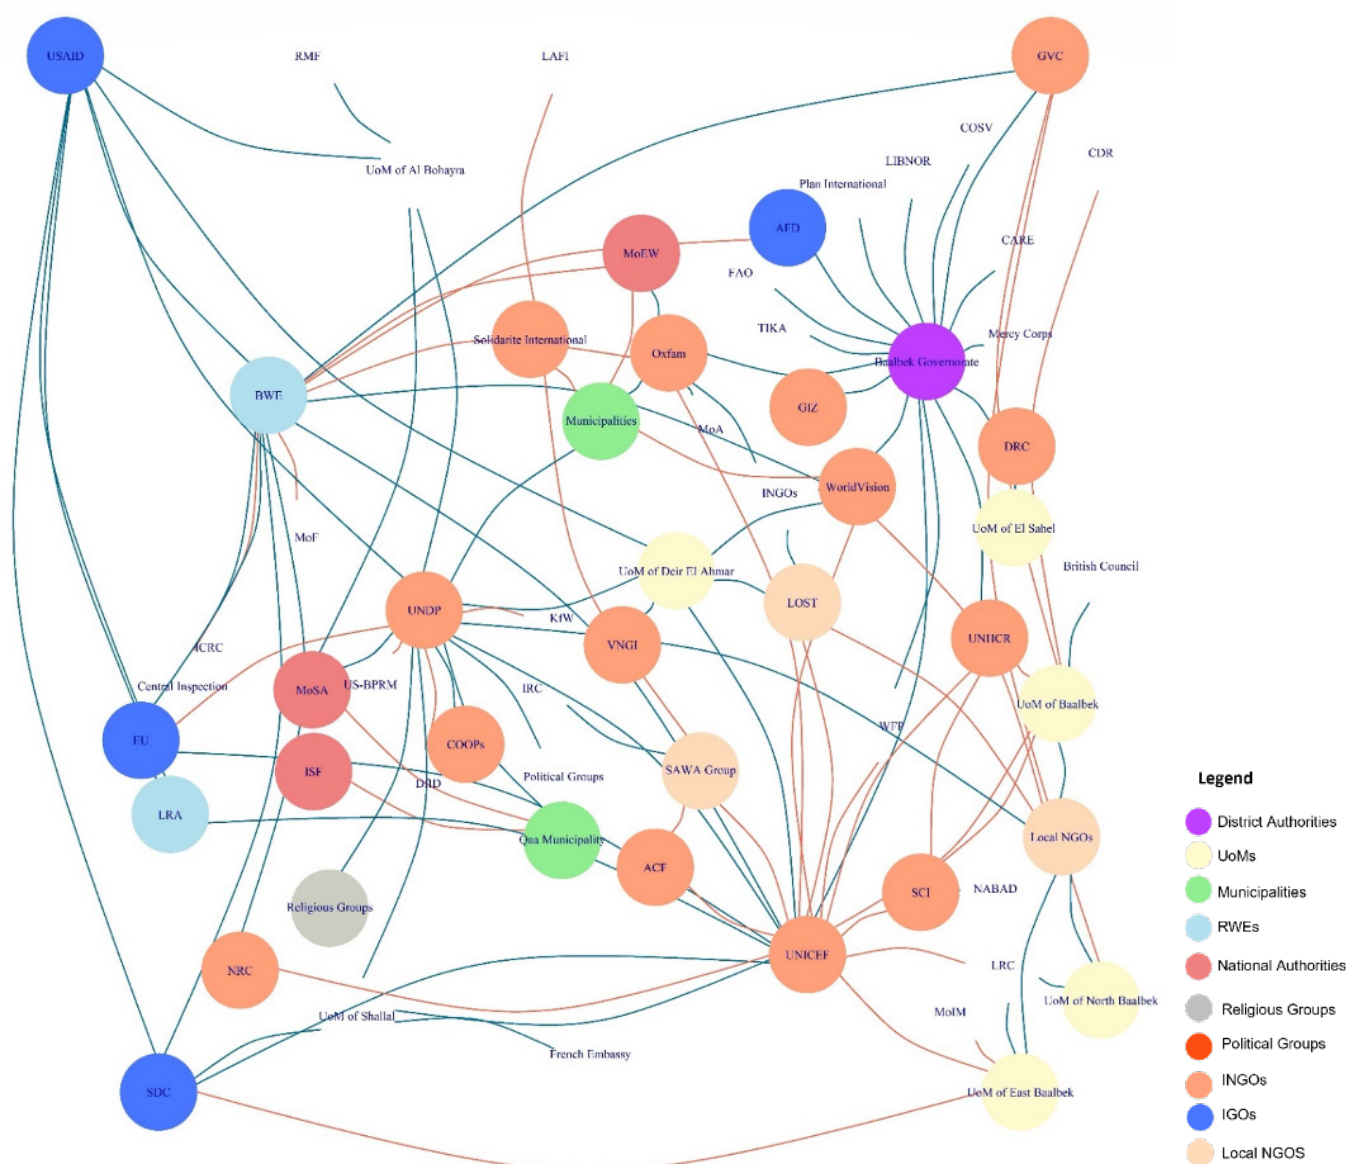 USAID
RMF
LAFI
GVC
COSV
CDR
LIBNOR
UoM of Al Bohayra
Plan International
AFD
CARE
MoEW
FAO
TIKA
Mercy Corps
Solidarite International
Oxfam
Baalbek Governorate
BWE
GIZ
Municipalities
MoA
DRC
WorldVision
INGOs
UoM of El Sahel
MoF
British Council
UoM of Deir El Ahmar
LOST
UNDP
KfW
VNGI
UNHCR
ICRC
Central Inspection
MoSA
US-BPRM
IRC
UoM of Baalbek
WFP
EU
COOPs
ISF
SAWA Group
Political Groups
DRD
LRA
Qaa Municipality
Local NGOs
ACF
SCI
NABAD
Religious Groups
UNICEF
NRC
LRC
UoM of North Baalbek
UoM of Shallal
MoIM
French Embassy
SDC
UoM of East Baalbek
Legend
District Authorities
UoMs
Municipalities
RWEs
National Authorities
Religious Groups
Political Groups
INGOs
IGOs
Local NGOS